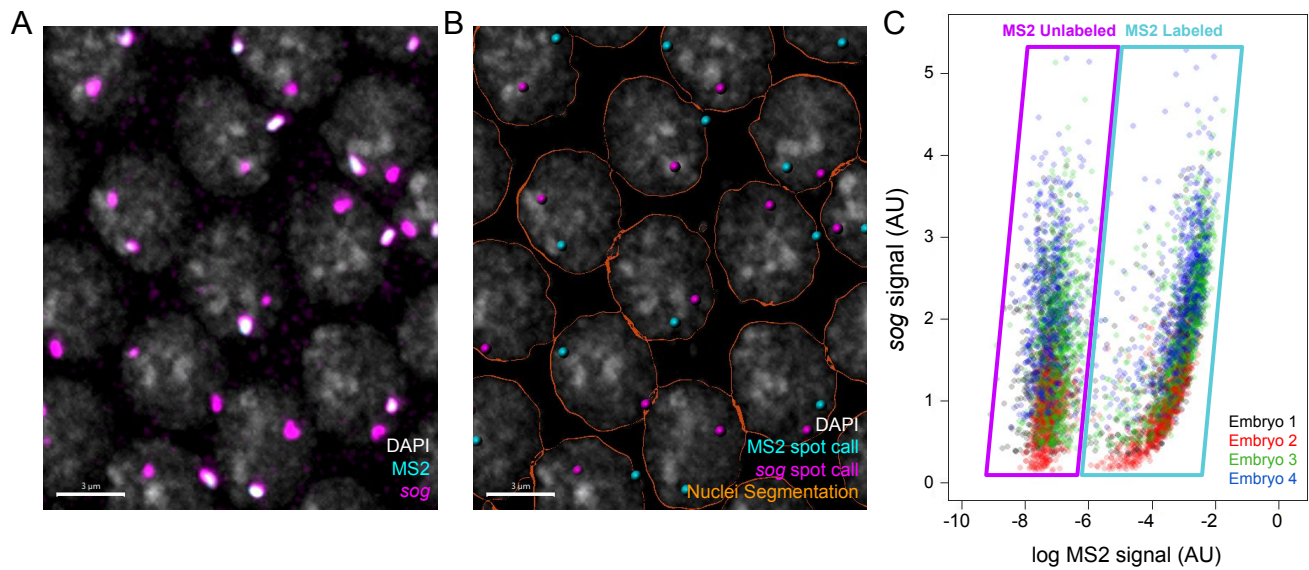 A
DAPI
MS2
sog
3 µm
B
DAPI
MS2 spot call
sog spot call
Nuclei Segmentation
3 µm
C
MS2 Unlabeled MS2 Labeled
sog signal (AU)
5
4
3
2
1
0
Embryo 1
Embryo 2
Embryo 3
Embryo 4
-10 -8 -6 -4 -2 0
log MS2 signal (AU)